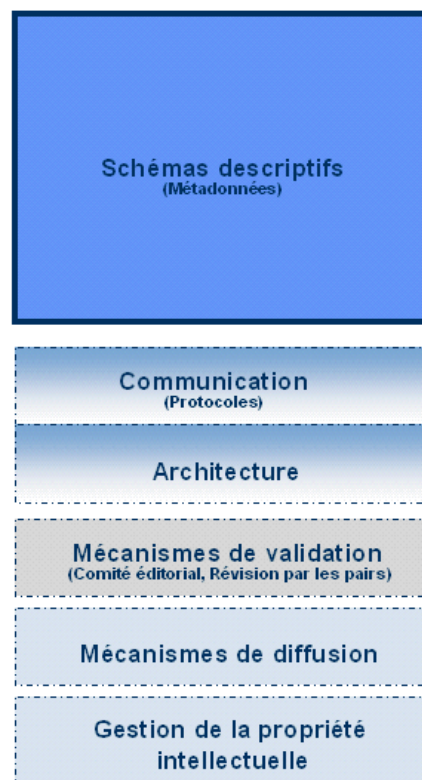 Schémas descriptifs
(Métadonnées)
Communication
(Protocoles)
Architecture
Mécanismes de validation
(Comité éditorial, Révision par les pairs)
Mécanismes de diffusion
Gestion de la propriété
intellectuelle